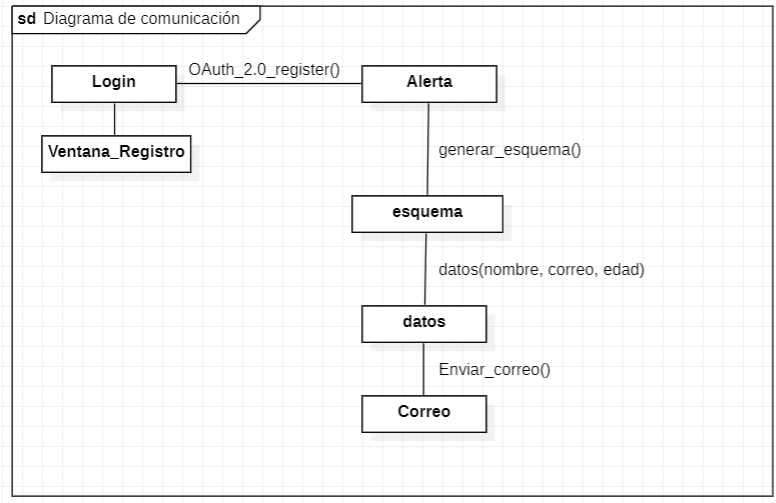 sd Diagrama de comunicación
Login
OAuth_2.0_register()
Alerta
Ventana_Registro
generar_esquema()
esquema
datos(nombre, correo, edad)
datos
Enviar_correo()
Correo